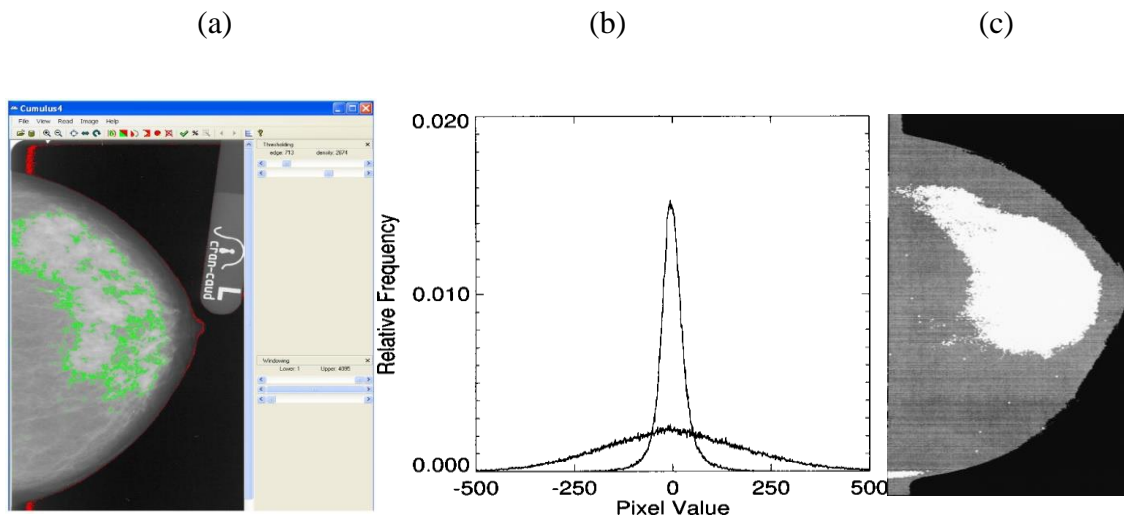 (a)
(b)
(c)
Cumulus4
File View Read Image Help
Thresholding
edge: 713 density: 2074
cran-caud
L
Windowing
Lower: 1 Upper: 4095
Relative Frequency
0.020
0.010
0.000
-500 -250 0 250 500
Pixel Value